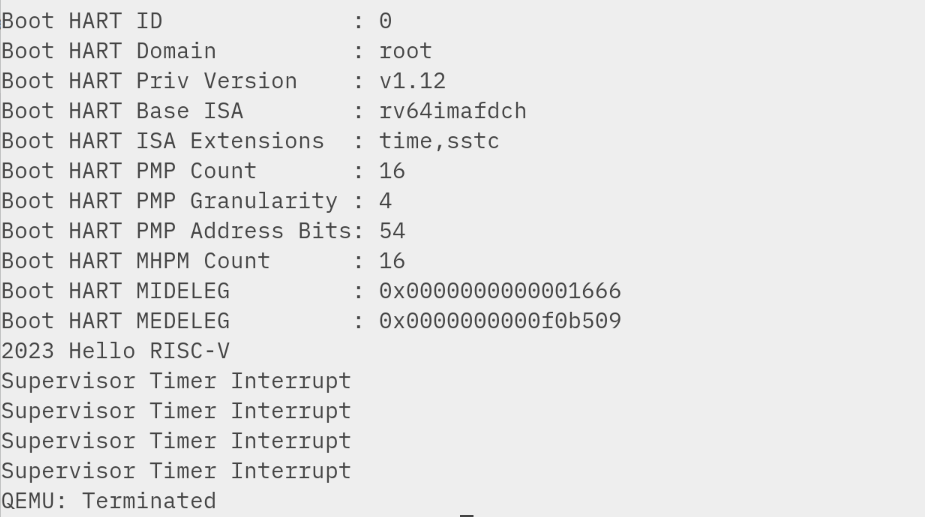 Boot HART ID              : 0
Boot HART Domain          : root
Boot HART Priv Version    : v1.12
Boot HART Base ISA        : rv64imafdch
Boot HART ISA Extensions  : time,sstc
Boot HART PMP Count       : 16
Boot HART PMP Granularity : 4
Boot HART PMP Address Bits: 54
Boot HART MHPM Count      : 16
Boot HART MIDELEG         : 0x0000000000001666
Boot HART MEDELEG         : 0x0000000000f0b509
2023 Hello RISC-V
Supervisor Timer Interrupt
Supervisor Timer Interrupt
Supervisor Timer Interrupt
Supervisor Timer Interrupt
QEMU: Terminated